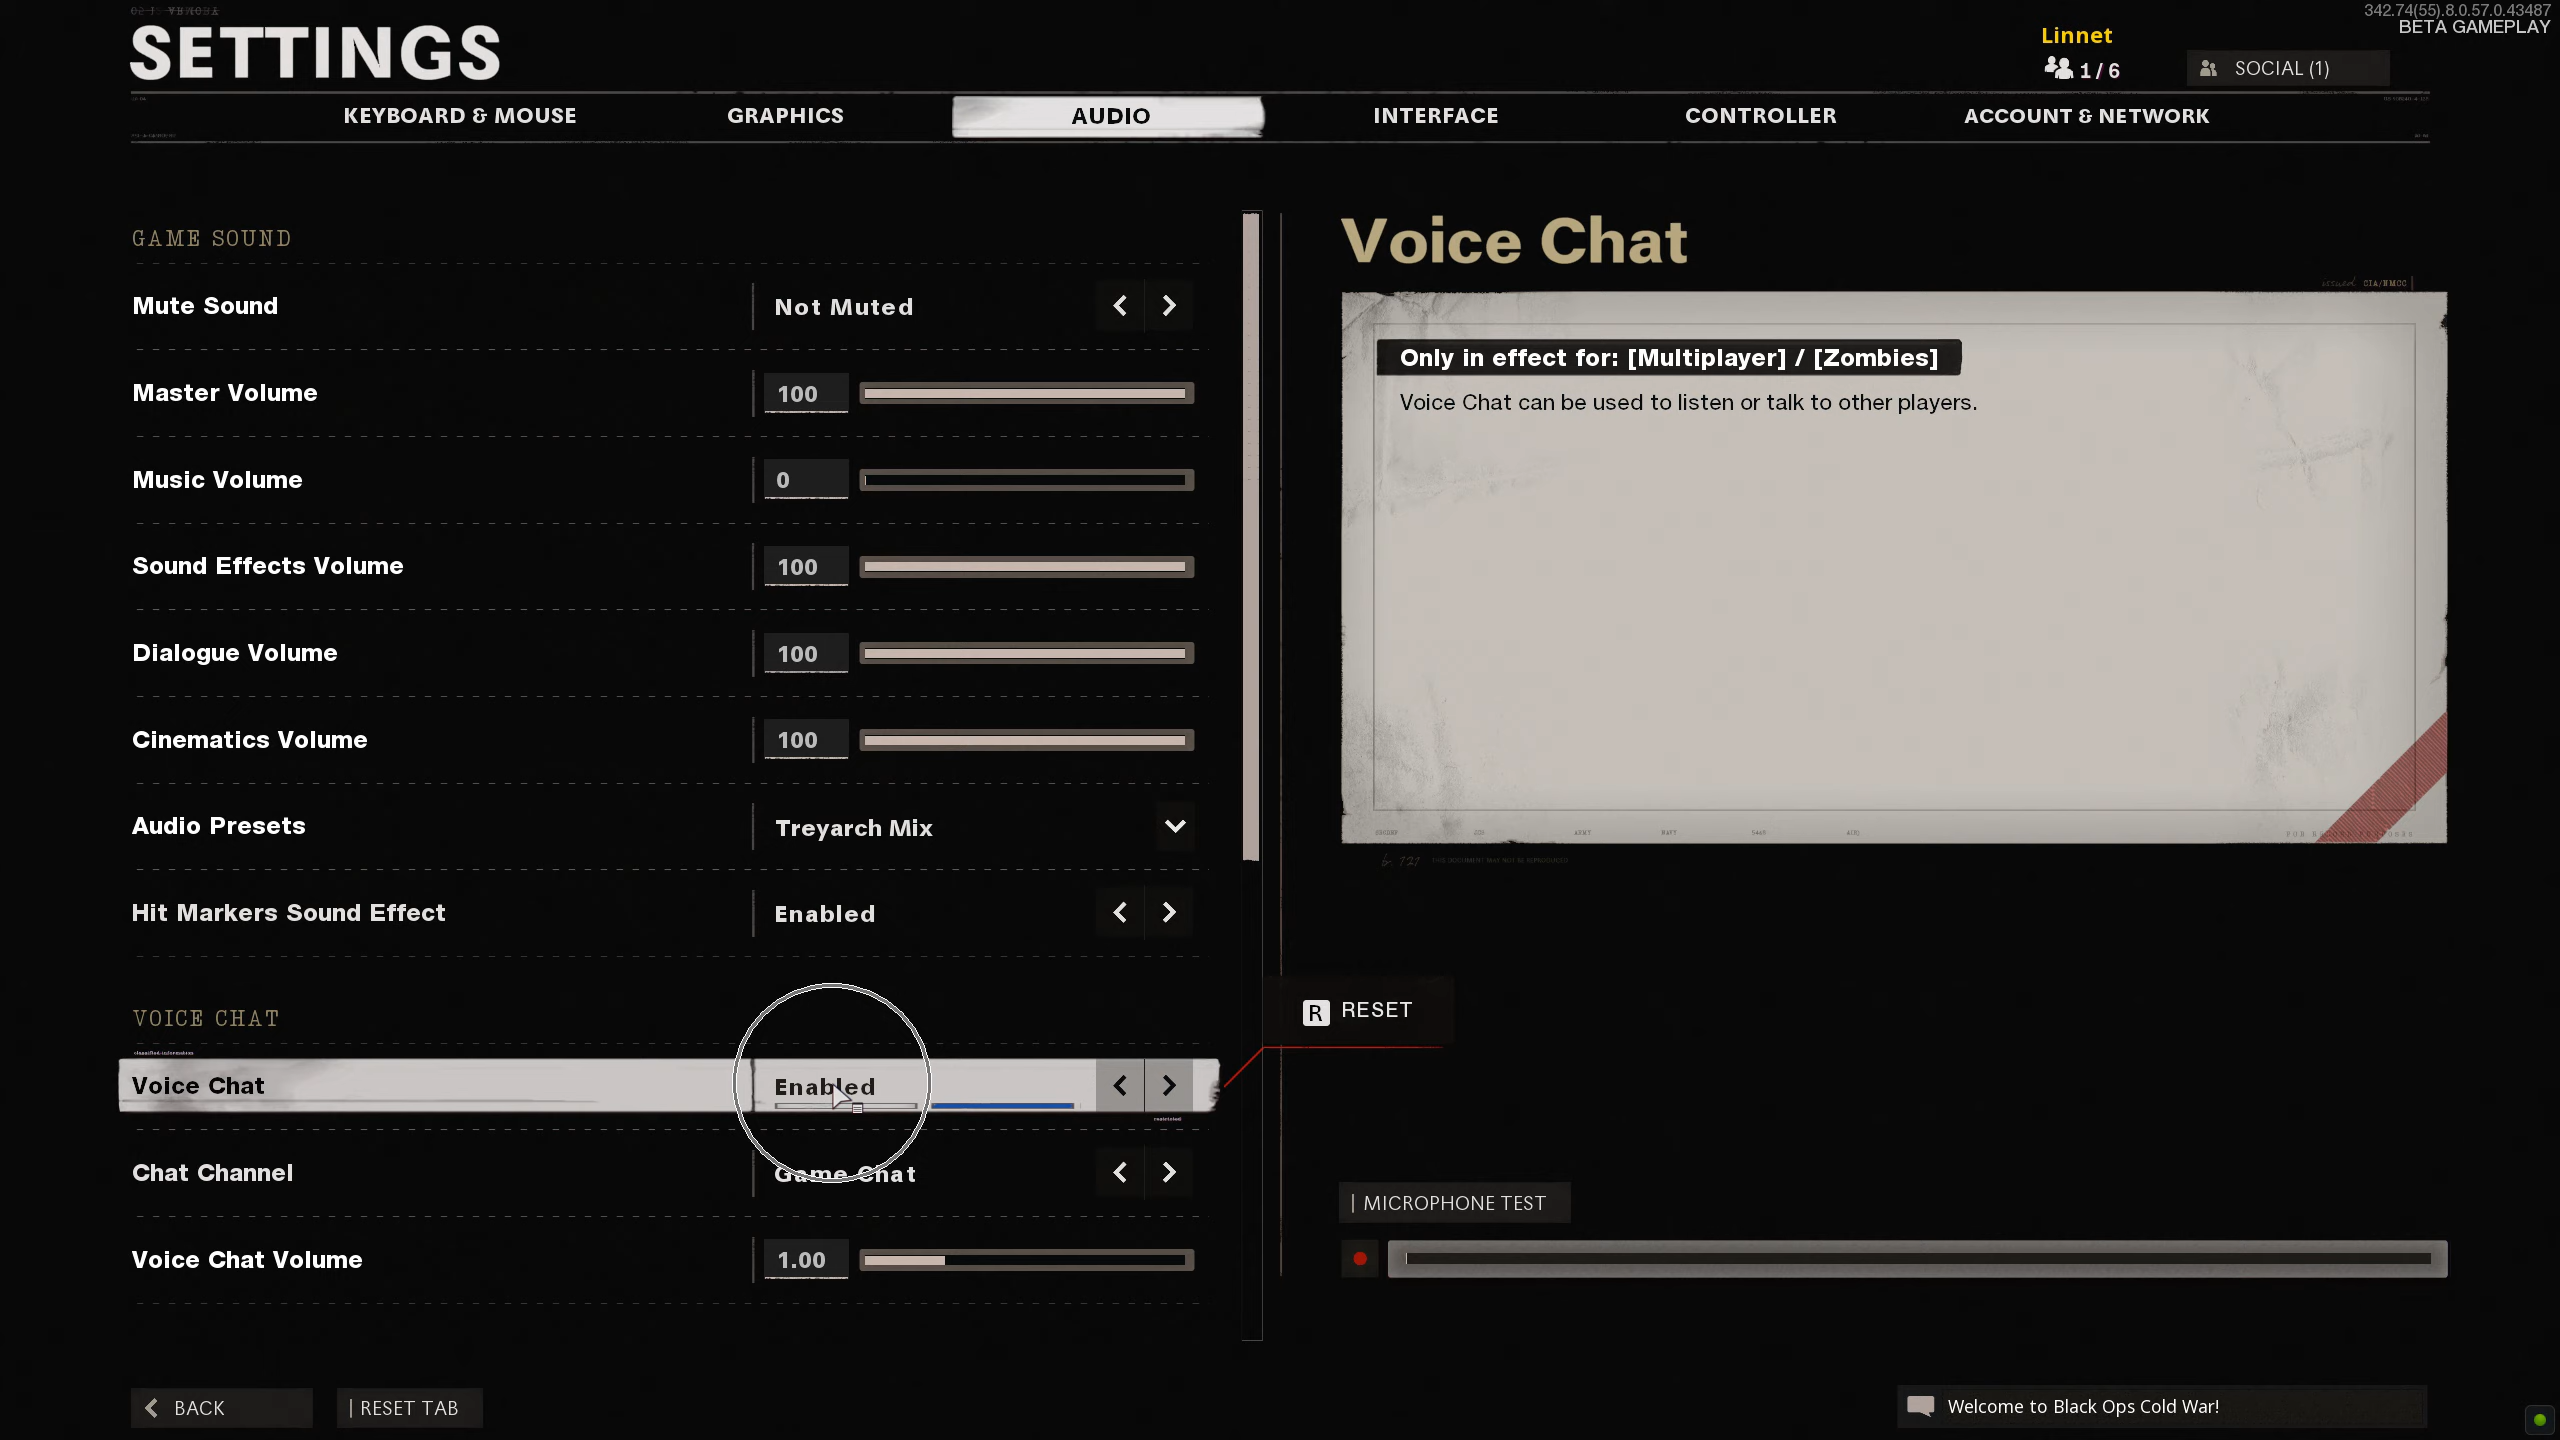 SETTINGS
342.74(55).8.0.57.0.43487
BETA GAMEPLAY
Linnet
1 / 6
SOCIAL (1)
KEYBOARD & MOUSE
GRAPHICS
AUDIO
INTERFACE
CONTROLLER
ACCOUNT & NETWORK
GAME SOUND
Mute Sound
Not Muted
Master Volume
100
Music Volume
0
Sound Effects Volume
100
Dialogue Volume
100
Cinematics Volume
100
Audio Presets
Treyarch Mix
Hit Markers Sound Effect
Enabled
VOICE CHAT
Voice Chat
Enabled
Chat Channel
Game Chat
Voice Chat Volume
1.00
Voice Chat
issued CIA/NMCC
Only in effect for: [Multiplayer] / [Zombies]
Voice Chat can be used to listen or talk to other players.
R RESET
| MICROPHONE TEST
BACK
| RESET TAB
Welcome to Black Ops Cold War!